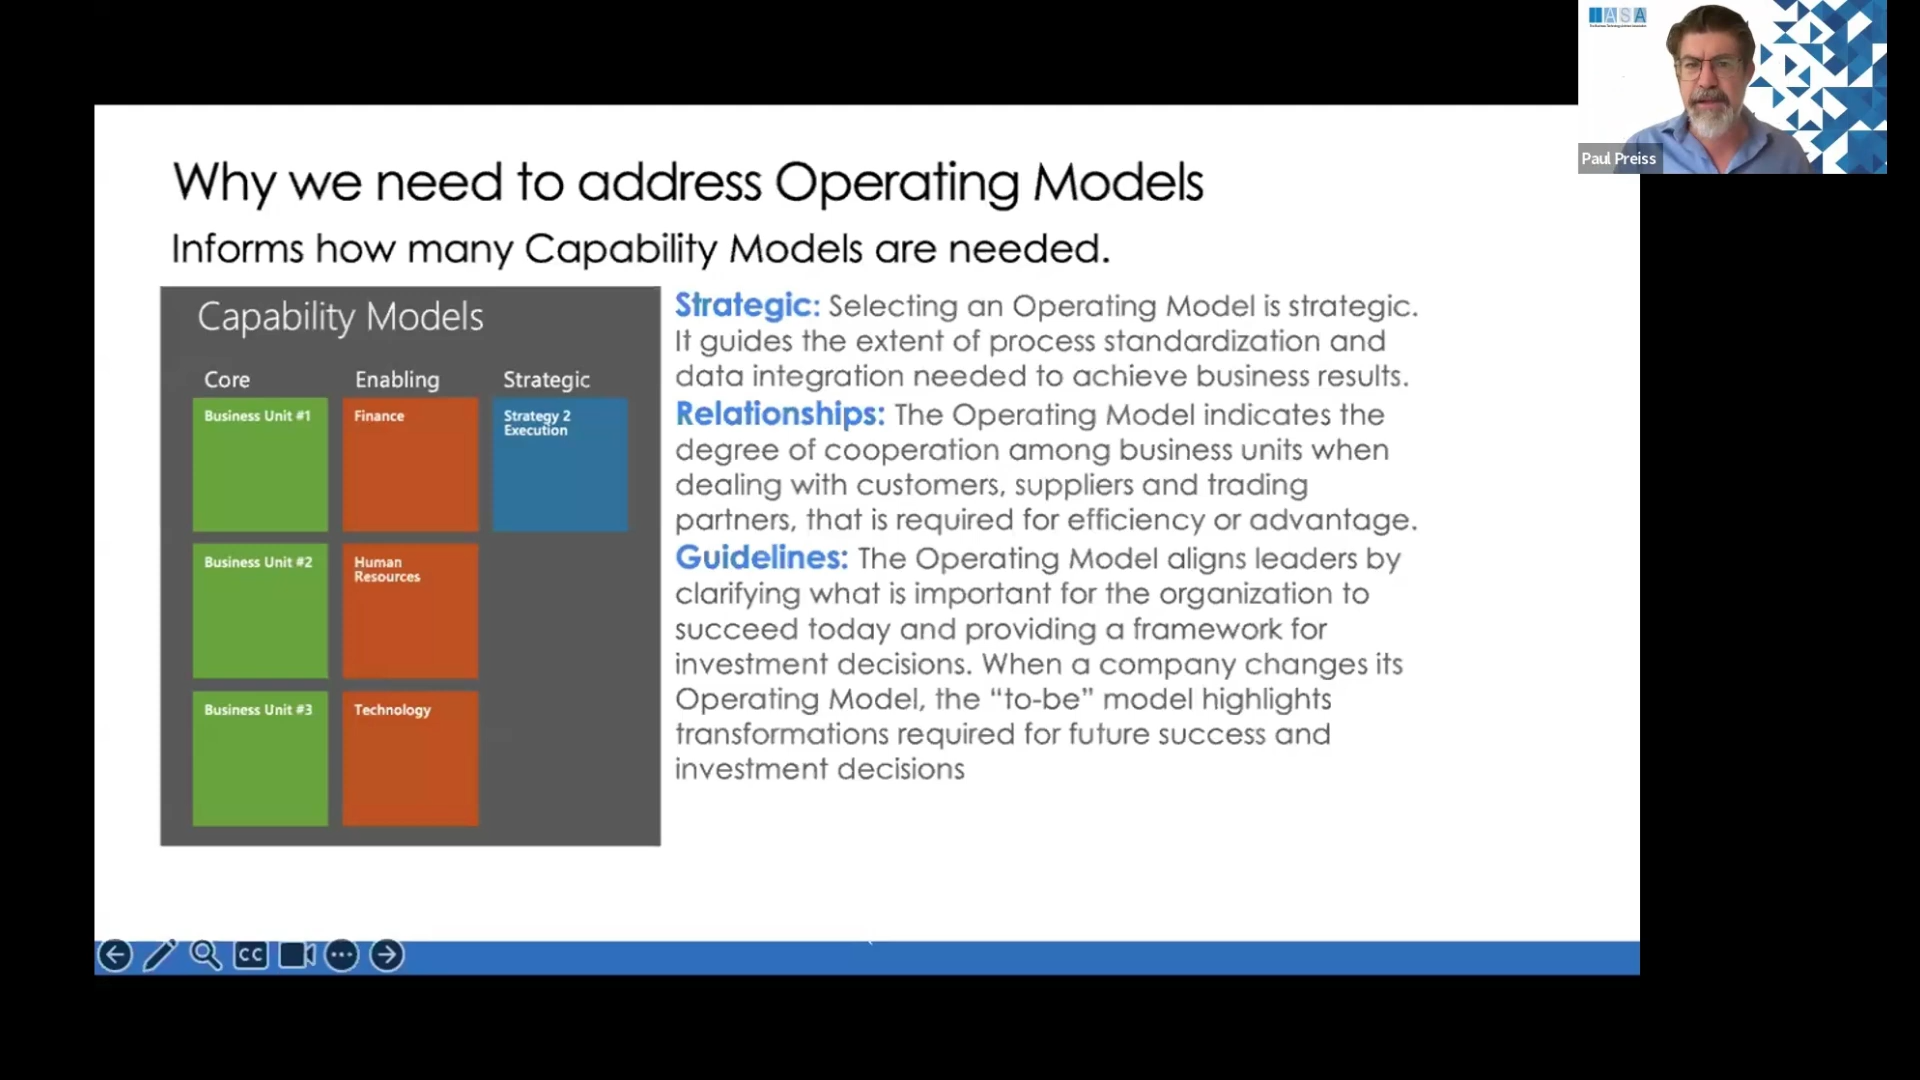 IASA
Paul Preiss
Why we need to address Operating Models
Informs how many Capability Models are needed.
Capability Models
Core
Enabling
Strategic
Business Unit #1
Finance
Strategy 2
Execution
Business Unit #2
Human
Resources
Business Unit #3
Technology
Strategic: Selecting an Operating Model is strategic.
It guides the extent of process standardization and
data integration needed to achieve business results.
Relationships: The Operating Model indicates the
degree of cooperation among business units when
dealing with customers, suppliers and trading
partners, that is required for efficiency or advantage.
Guidelines: The Operating Model aligns leaders by
clarifying what is important for the organization to
succeed today and providing a framework for
investment decisions. When a company changes its
Operating Model, the “to-be” model highlights
transformations required for future success and
investment decisions
CC